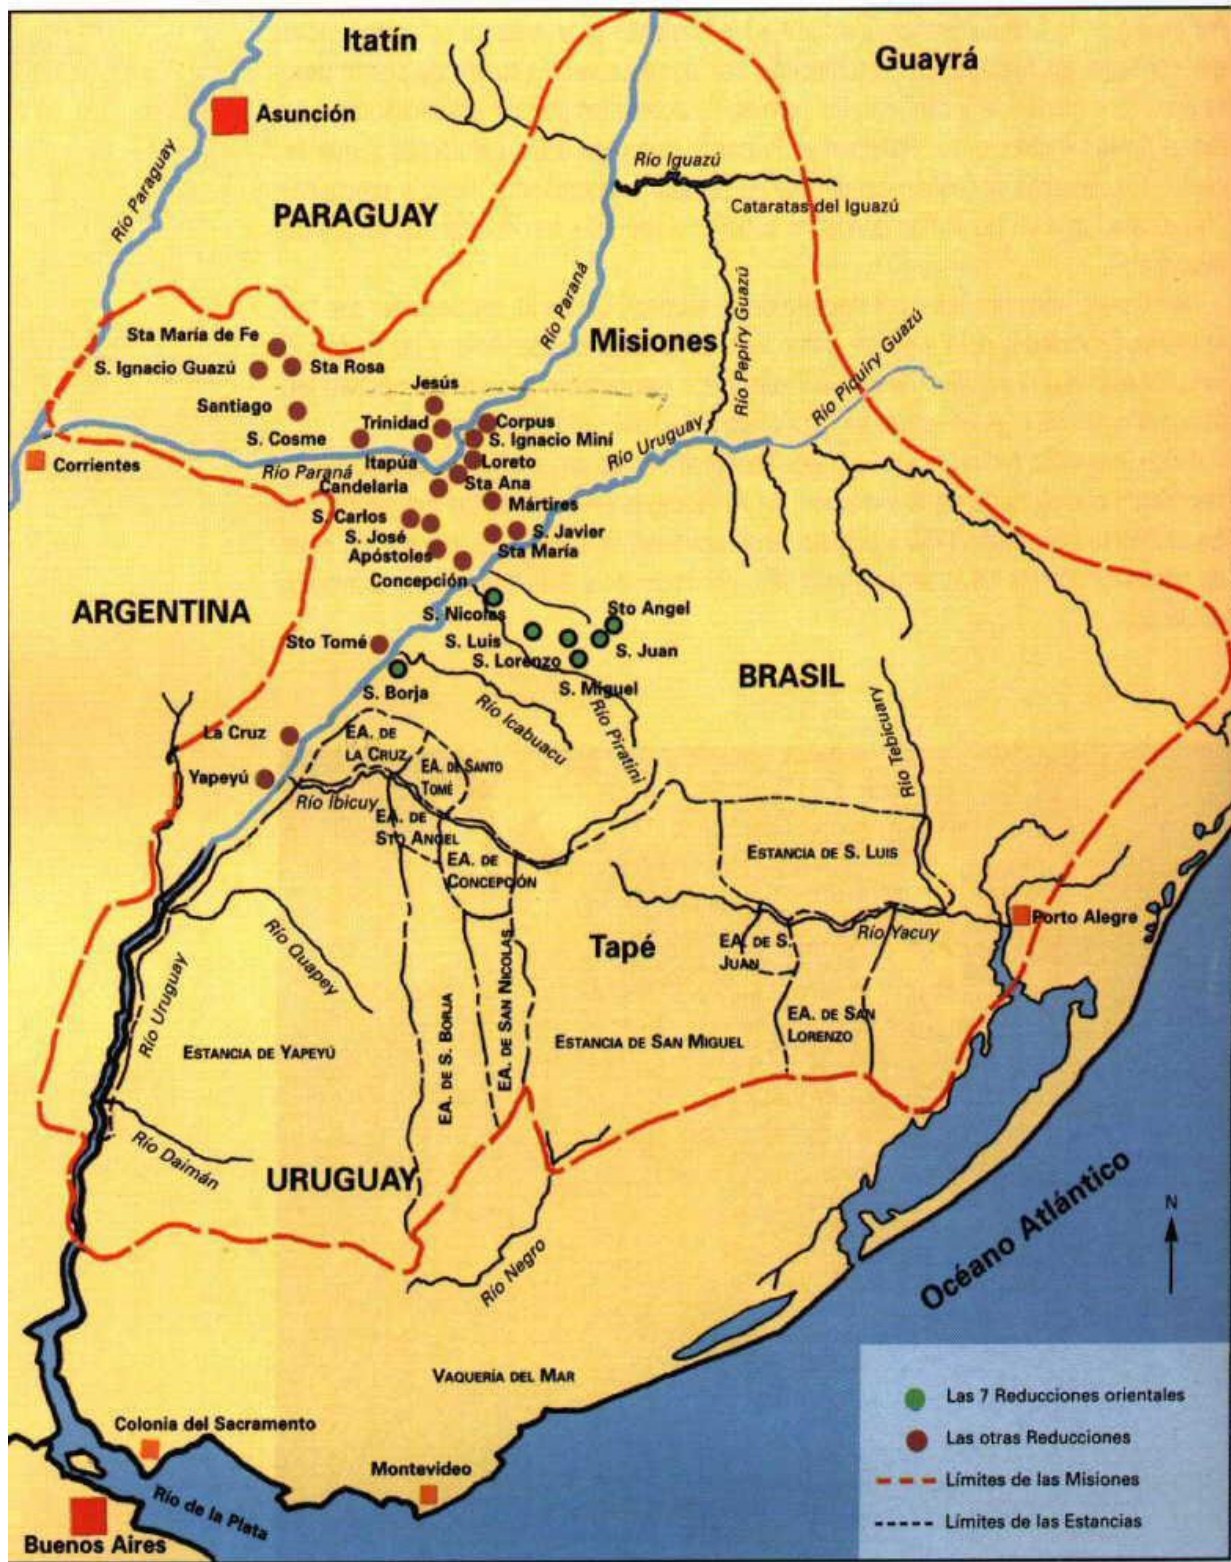 Itatín
Guayrá
Asunción
Río Paraguay
Río Iguazú
Cataratas del Iguazú
PARAGUAY
Río Paraná
Misiones
Río Pepiry Guazú
Río Piquiry Guazú
Sta María de Fe
S. Ignacio Guazú
Sta Rosa
Jesús
Santiago
Trinidad
Corpus
S. Cosme
S. Ignacio Miní
Río Uruguay
Corrientes
Río Paraná
Itapúa
Loreto
Candelaria
Sta Ana
Mártires
S. Carlos
S. José
S. Javier
Apóstoles
Sta María
Concepción
ARGENTINA
S. Nicolas
Sto Angel
Sto Tomé
S. Luis
S. Juan
S. Lorenzo
S. Miguel
BRASIL
S. Borja
Río Icabuacu
Río Piratini
Río Tebicuary
La Cruz
EA. DE
LA CRUZ
EA. DE SANTO
TOMÉ
Yapeyú
Río Ibicuy
EA. DE
STO ANGEL
EA. DE
CONCEPCIÓN
ESTANCIA DE S. LUIS
Porto Alegre
Río Yacuy
Río Quapey
Tapé
EA. DE S.
JUAN
Río Uruguay
EA. DE SAN NICOLAS
EA. DE S. BORJA
ESTANCIA DE YAPEYÚ
ESTANCIA DE SAN MIGUEL
EA. DE SAN
LORENZO
Río Daimán
URUGUAY
Río Negro
Océano Atlántico
N
VAQUERÍA DEL MAR
Colonia del Sacramento
Montevideo
Río de la Plata
Buenos Aires
Las 7 Reducciones orientales
Las otras Reducciones
Límites de las Misiones
Límites de las Estancias